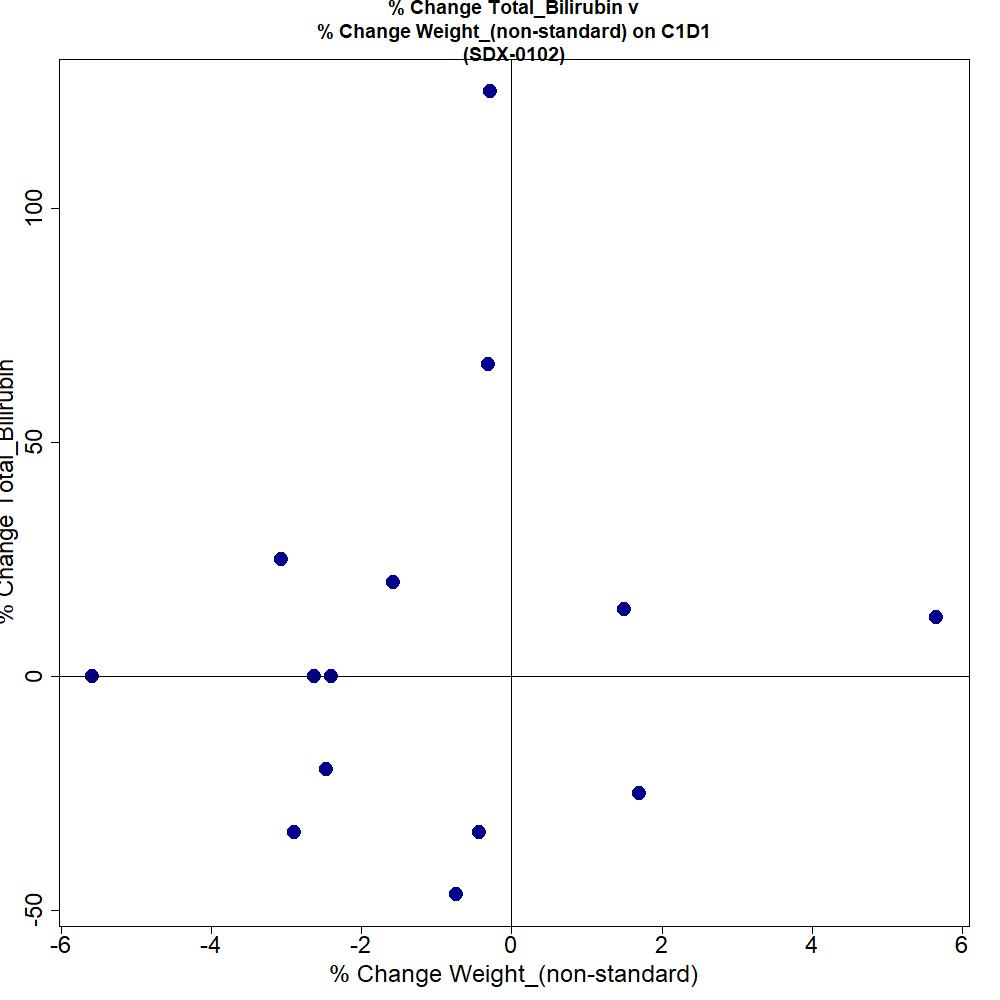 % Change Total_Bilirubin v
% Change Weight_(non-standard) on C1D1
(SDX-0102)
% Change Total_Bilirubin
100
50
0
-50
-6
-4
-2
0
2
4
6
% Change Weight_(non-standard)